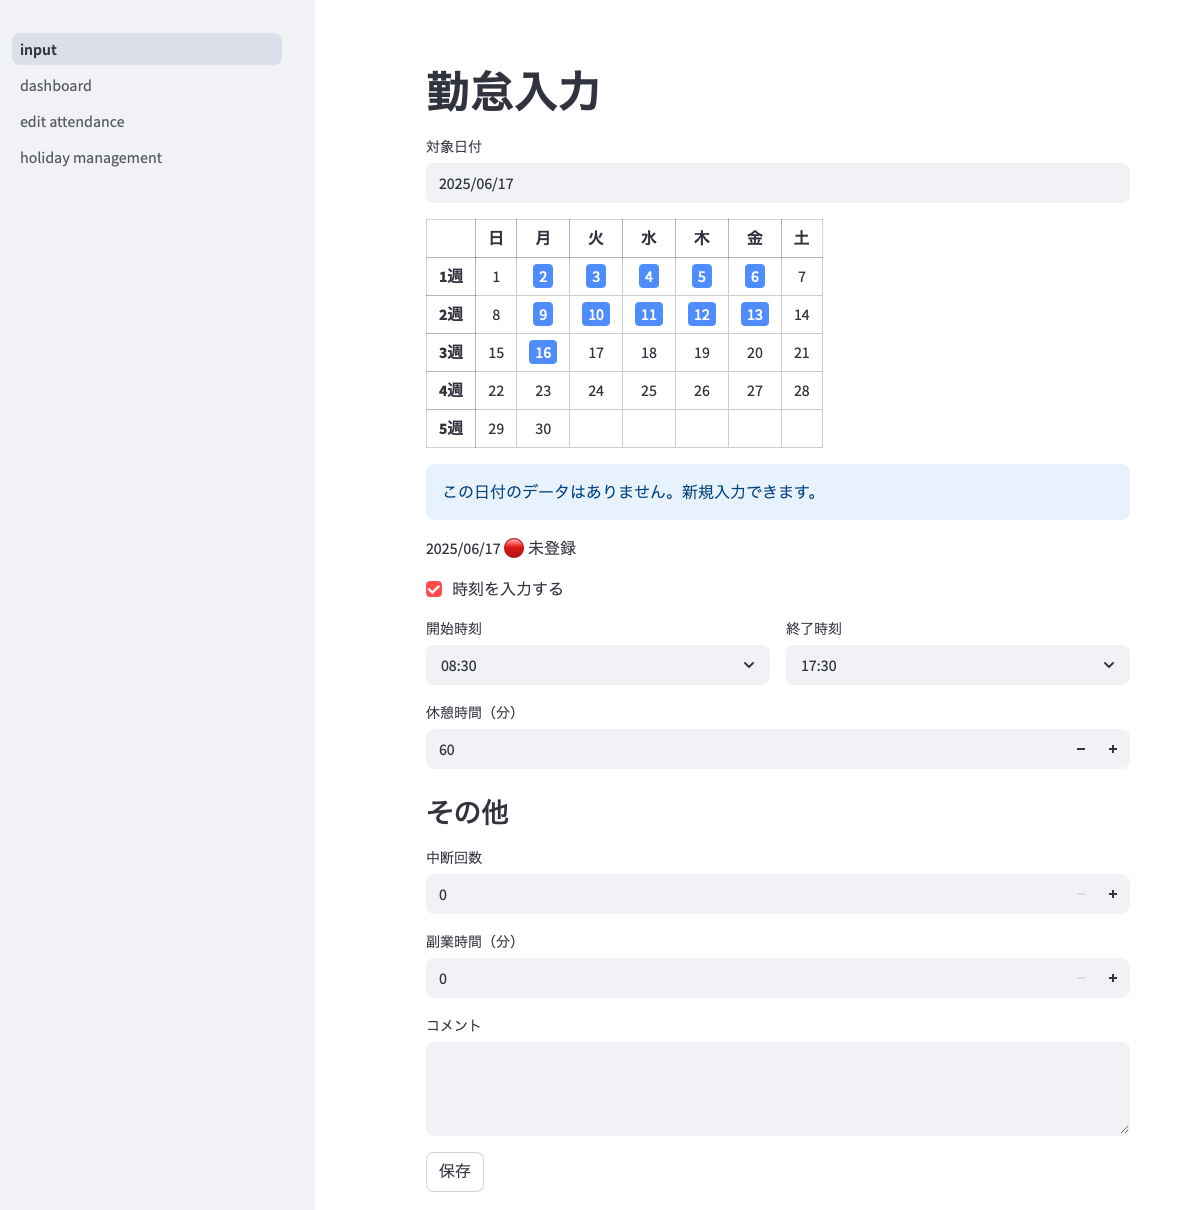 input
dashboard
edit attendance
holiday management
勤怠入力
対象日付
2025/06/17
日 月 火 水 木 金 土
1週 1 2 3 4 5 6 7
2週 8 9 10 11 12 13 14
3週 15 16 17 18 19 20 21
4週 22 23 24 25 26 27 28
5週 29 30
この日付のデータはありません。新規入力できます。
2025/06/17 🔴 未登録
時刻を入力する
開始時刻 終了時刻
08:30 17:30
休憩時間（分）
60
その他
中断回数
0
副業時間（分）
0
コメント
保存